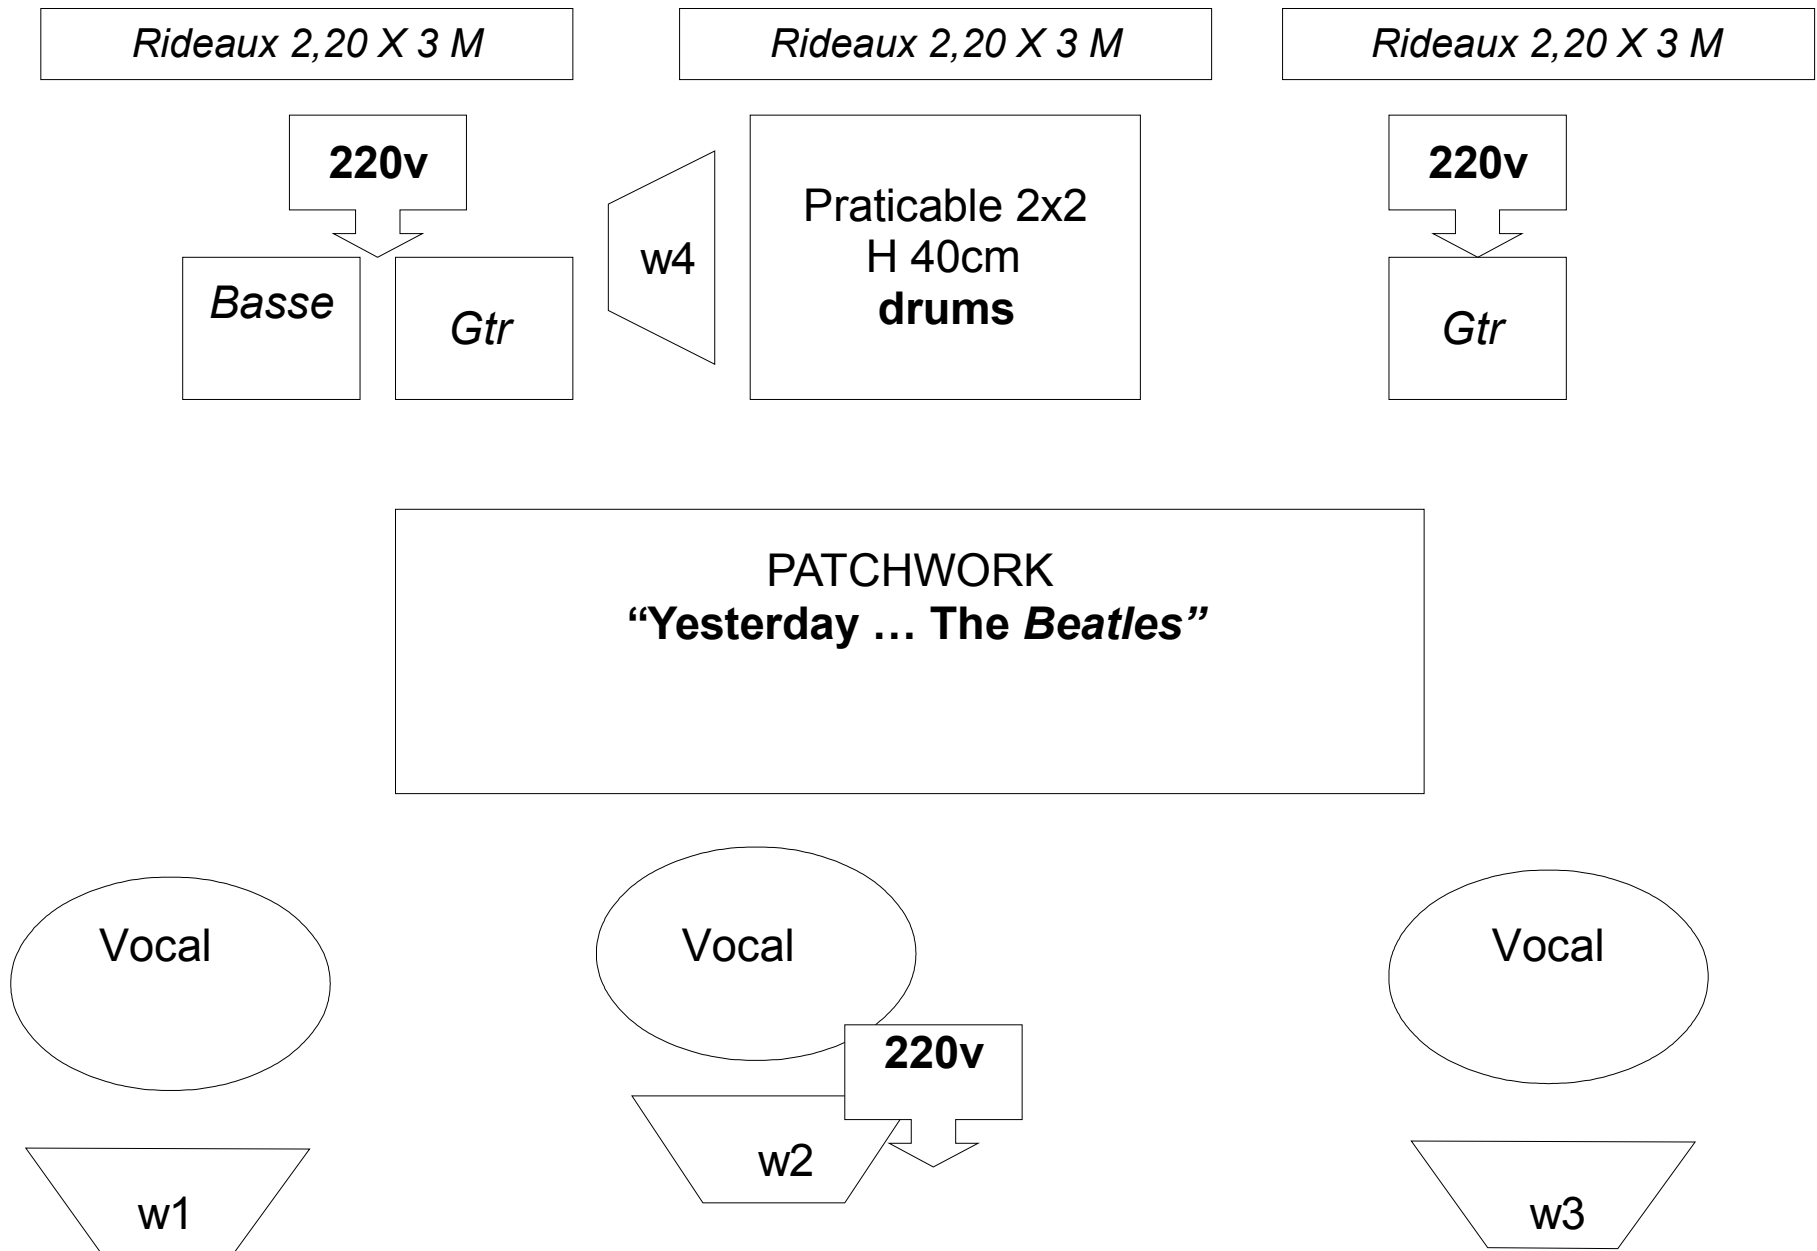 Rideaux 2,20 X 3 M
Rideaux 2,20 X 3 M
Rideaux 2,20 X 3 M
220v
220v
Praticable 2x2
H 40cm
drums
w4
Basse
Gtr
Gtr
PATCHWORK
“Yesterday … The Beatles”
Vocal
Vocal
Vocal
220v
w2
w1
w3